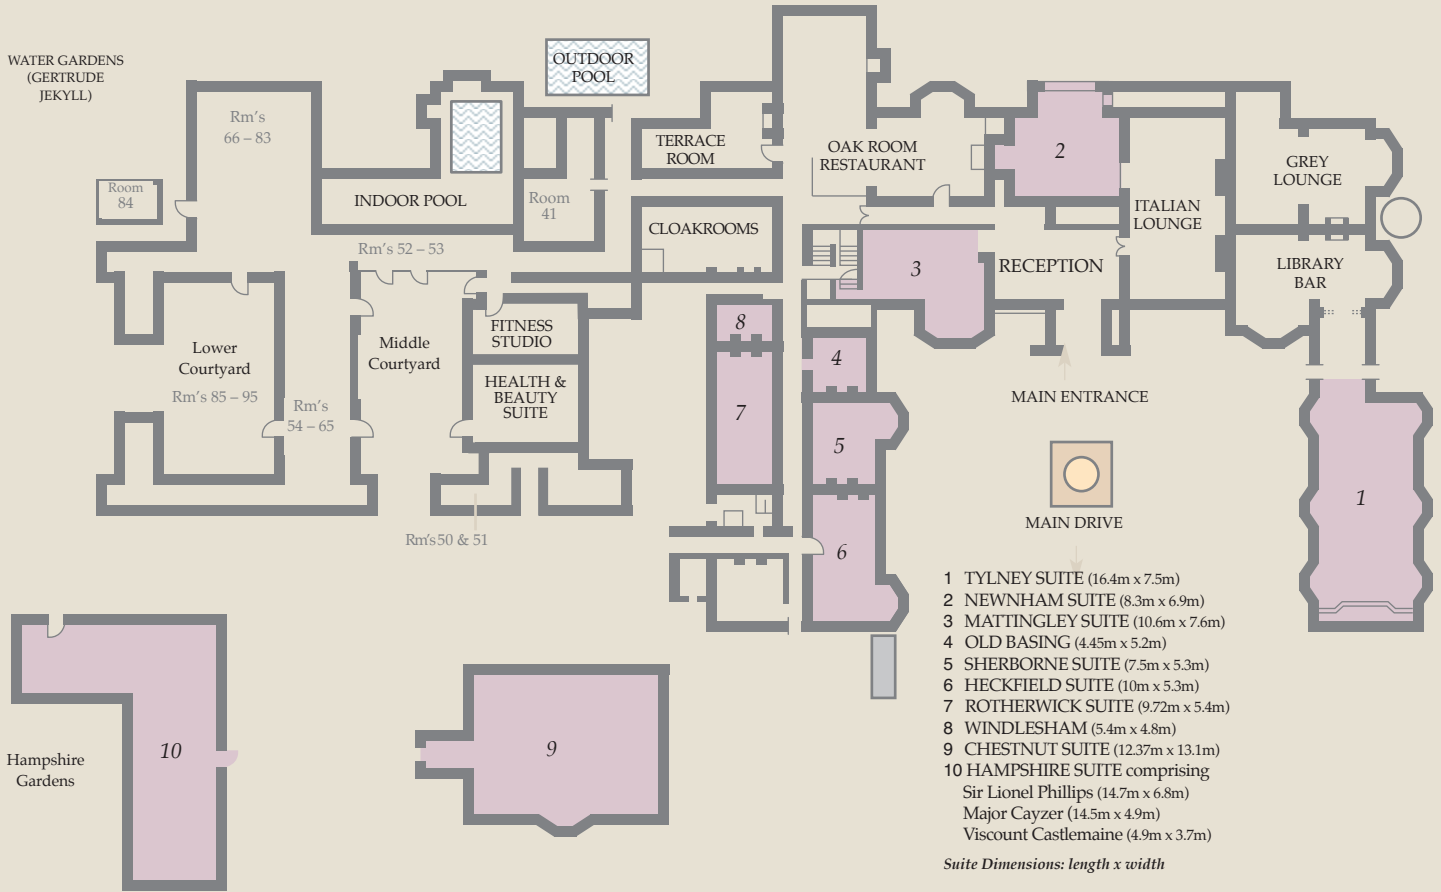 WATER GARDENS
(GERTRUDE
JEKYLL)
Rm's
66 – 83
OUTDOOR
POOL
TERRACE
ROOM
OAK ROOM
RESTAURANT
2
GREY
LOUNGE
Room
84
INDOOR POOL
Room
41
ITALIAN
LOUNGE
CLOAKROOMS
Rm's 52 – 53
3
RECEPTION
LIBRARY
BAR
8
FITNESS
STUDIO
Lower
Courtyard
Middle
Courtyard
4
HEALTH &
BEAUTY
SUITE
Rm's 85 – 95
Rm's
54 – 65
7
MAIN ENTRANCE
5
1
MAIN DRIVE
Rm's 50 & 51
6
1 TYLNEY SUITE (16.4m x 7.5m)
2 NEWNHAM SUITE (8.3m x 6.9m)
3 MATTINGLEY SUITE (10.6m x 7.6m)
4 OLD BASING (4.45m x 5.2m)
5 SHERBORNE SUITE (7.5m x 5.3m)
6 HECKFIELD SUITE (10m x 5.3m)
7 ROTHERWICK SUITE (9.72m x 5.4m)
8 WINDLESHAM (5.4m x 4.8m)
9 CHESTNUT SUITE (12.37m x 13.1m)
10 HAMPSHIRE SUITE comprising
Sir Lionel Phillips (14.7m x 6.8m)
Major Cayzer (14.5m x 4.9m)
Viscount Castlemaine (4.9m x 3.7m)
Suite Dimensions: length x width
10
9
Hampshire
Gardens